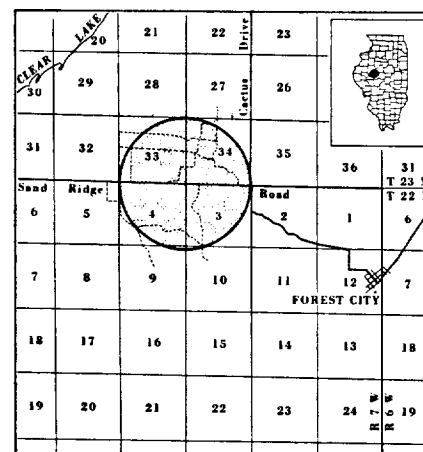 20 21 22 Drive 23
CLEAR LAKE
30 29 28 27 Cactus 26
31 32 33 34 35 36 31
T 23
Sand Ridge Road
T 22
6 5 4 3 2 1 6
7 8 9 10 11 12 7
FOREST CITY
18 17 16 15 14 13 18
19 20 21 22 23 24 19
R 7 W
R 6 W